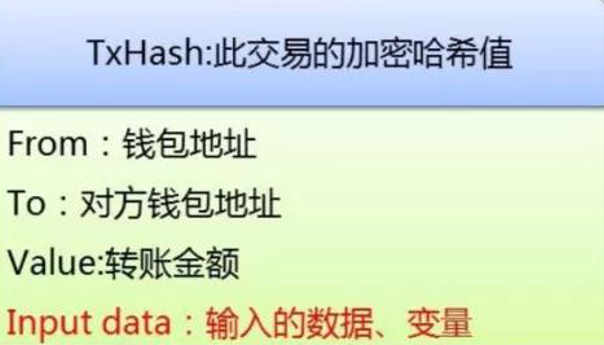 TxHash:此交易的加密哈希值
From：钱包地址
To：对方钱包地址
Value:转账金额
Input data：输入的数据、变量